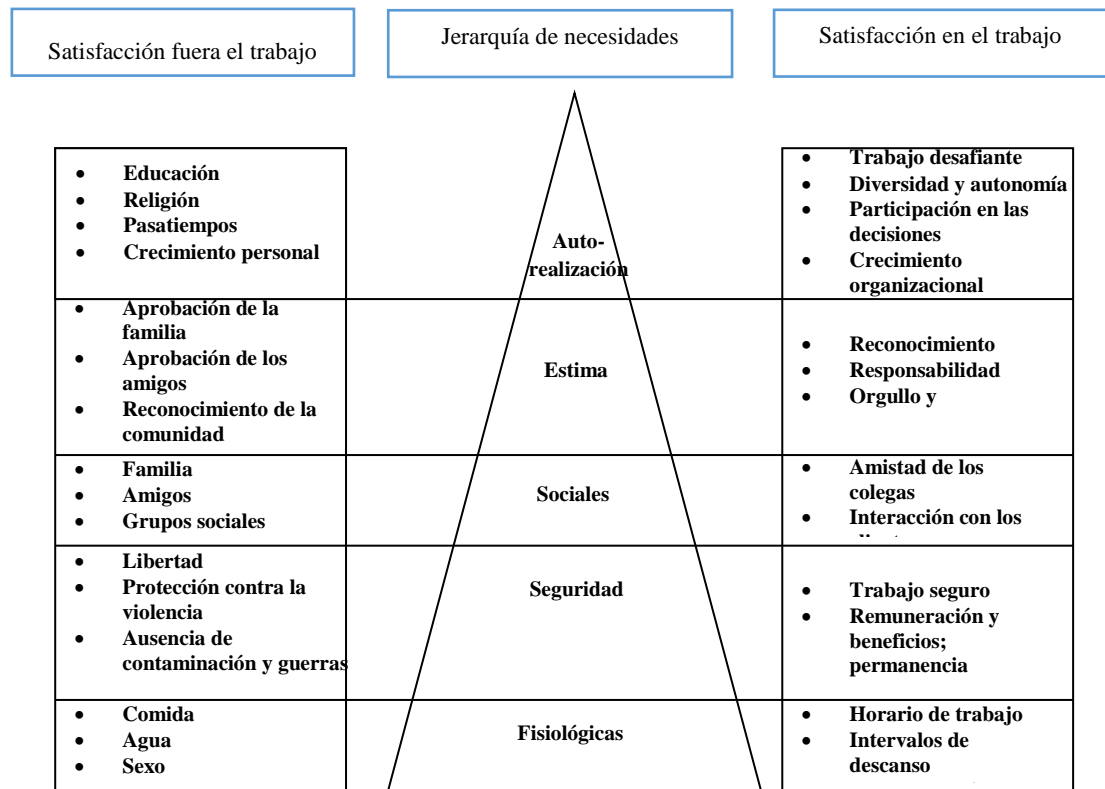 Satisfacción fuera el trabajo
Jerarquía de necesidades
Satisfacción en el trabajo
• Educación
• Religión
• Pasatiempos
• Crecimiento personal
Auto-
realización
• Trabajo desafiante
• Diversidad y autonomía
• Participación en las
decisiones
• Crecimiento
organizacional
• Aprobación de la
familia
• Aprobación de los
amigos
• Reconocimiento de la
comunidad
Estima
• Reconocimiento
• Responsabilidad
• Orgullo y
• Familia
• Amigos
• Grupos sociales
Sociales
• Amistad de los
colegas
• Interacción con los
• Libertad
• Protección contra la
violencia
• Ausencia de
contaminación y guerras
Seguridad
• Trabajo seguro
• Remuneración y
beneficios;
permanencia
• Comida
• Agua
• Sexo
Fisiológicas
• Horario de trabajo
• Intervalos de
descanso